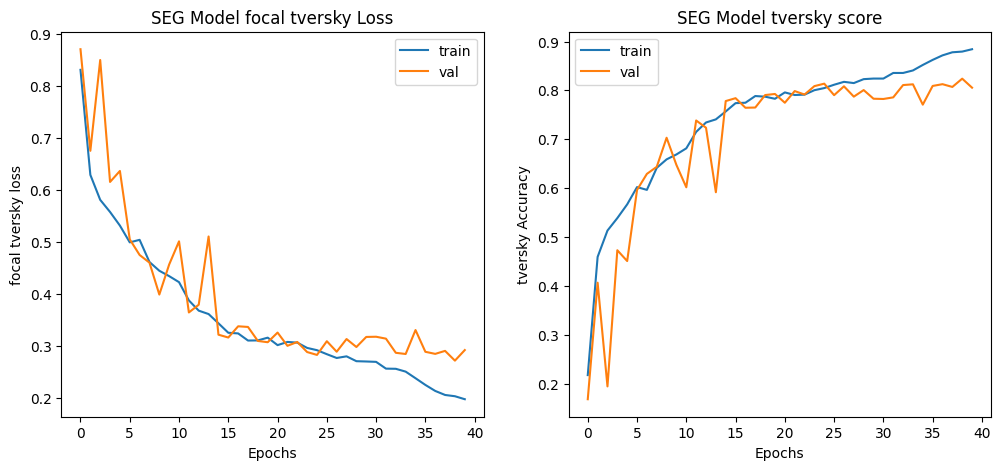 SEG Model focal tversky Loss
focal tversky loss
0.9
0.8
0.7
0.6
0.5
0.4
0.3
0.2
train
val
0 5 10 15 20 25 30 35 40
Epochs
SEG Model tversky score
tversky Accuracy
0.9
0.8
0.7
0.6
0.5
0.4
0.3
0.2
train
val
0 5 10 15 20 25 30 35 40
Epochs